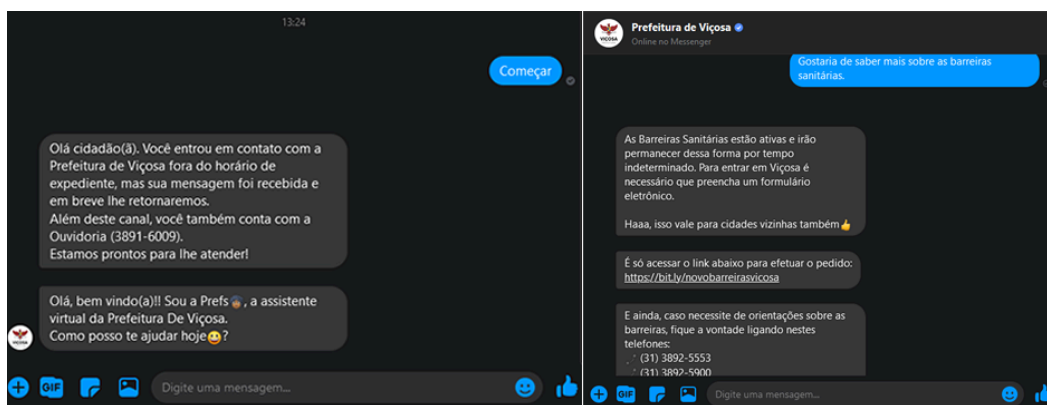 13:24
Começar
Olá cidadão(ã). Você entrou em contato com a
Prefeitura de Viçosa fora do horário de
expediente, mas sua mensagem foi recebida e
em breve lhe retornaremos.
Além deste canal, você também conta com a
Ouvidoria (3891-6009).
Estamos prontos para lhe atender!
Olá, bem vindo(a)!! Sou a Prefs, a assistente
virtual da Prefeitura De Viçosa.
Como posso te ajudar hoje?
GIF
Digite uma mensagem...
VIÇOSA
Prefeitura de Viçosa
Online no Messenger
Gostaria de saber mais sobre as barreiras
sanitárias.
As Barreiras Sanitárias estão ativas e irão
permanecer dessa forma por tempo
indeterminado. Para entrar em Viçosa é
necessário que preencha um formulário
eletrônico.
Haaa, isso vale para cidades vizinhas também
É só acessar o link abaixo para efetuar o pedido:
https://bit.ly/novobarreirasvicosa
E ainda, caso necessite de orientações sobre as
barreiras, fique a vontade ligando nestes
telefones:
(31) 3892-5553
(31) 3892-5900
GIF
Digite uma mensagem...